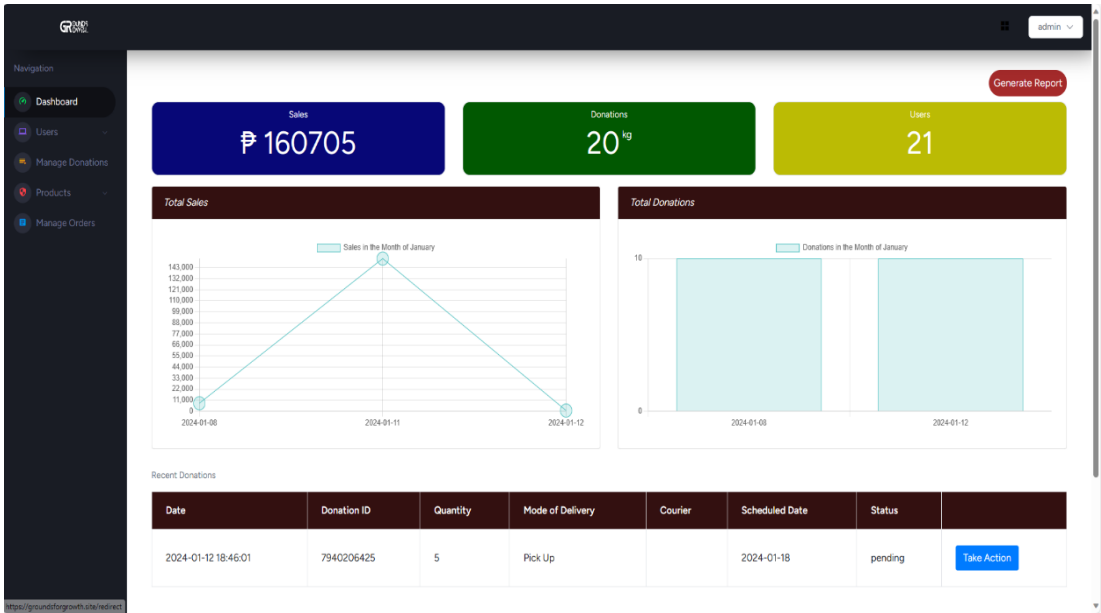 GROUNDS
GROWTH.
admin
Navigation
Dashboard
Users
Manage Donations
Products
Manage Orders
Generate Report
Sales
₱ 160705
Donations
20 kg
Users
21
Total Sales
Sales in the Month of January
143,000
132,000
121,000
110,000
99,000
88,000
77,000
66,000
55,000
44,000
33,000
22,000
11,000
0
2024-01-08 2024-01-11 2024-01-12
Total Donations
Donations in the Month of January
10
0
2024-01-08 2024-01-12
Recent Donations
Date Donation ID Quantity Mode of Delivery Courier Scheduled Date Status
2024-01-12 18:46:01 7940206425 5 Pick Up 2024-01-18 pending Take Action
https://groundsforgrowth.site/redirect